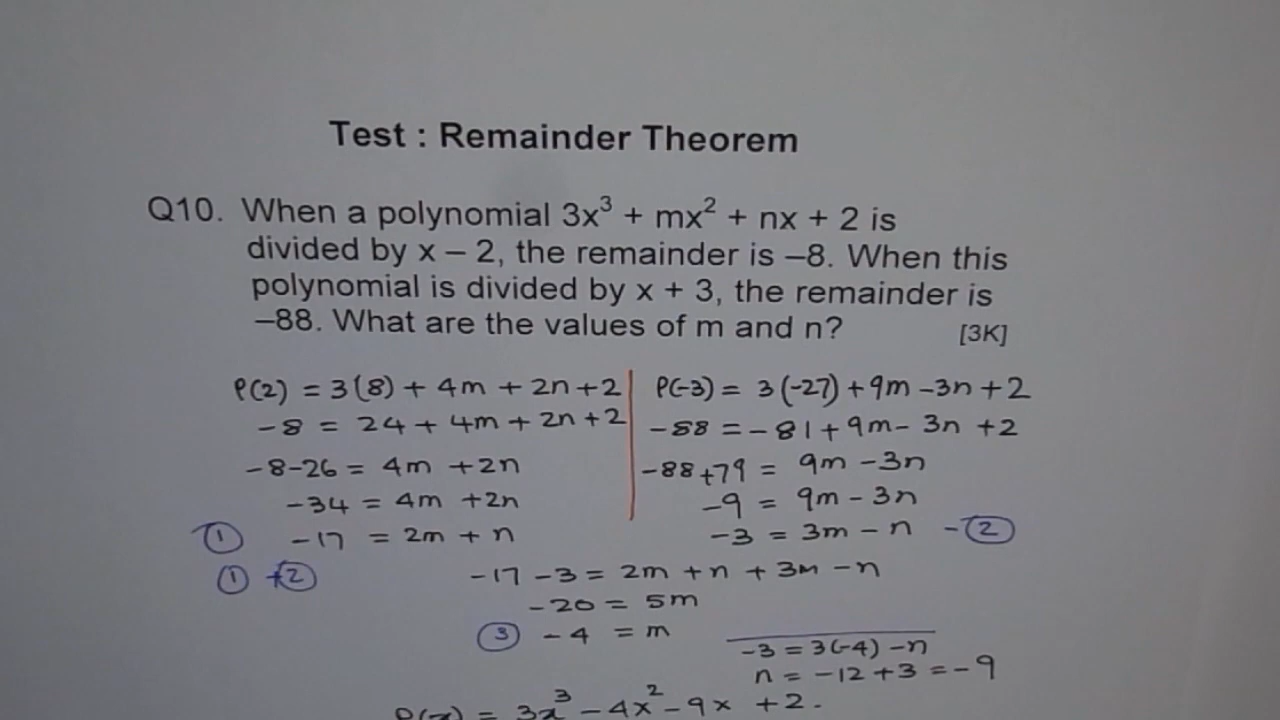 Test : Remainder Theorem
Q10. When a polynomial 3x³ + mx² + nx + 2 is
divided by x – 2, the remainder is –8. When this
polynomial is divided by x + 3, the remainder is
–88. What are the values of m and n? [3K]
P(2) = 3(8) + 4m + 2n + 2
-8 = 24 + 4m + 2n + 2
-8-26 = 4m + 2n
-34 = 4m + 2n
① -17 = 2m + n
P(-3) = 3(-27) + 9m - 3n + 2
-88 = -81 + 9m - 3n + 2
-88+79 = 9m - 3n
-9 = 9m - 3n
-3 = 3m - n -②
① + ② -17 - 3 = 2m + n + 3m - n
-20 = 5m
③ -4 = m
-3 = 3(-4) - n
n = -12 + 3 = -9
P(x) = 3x³ - 4x² - 9x + 2.